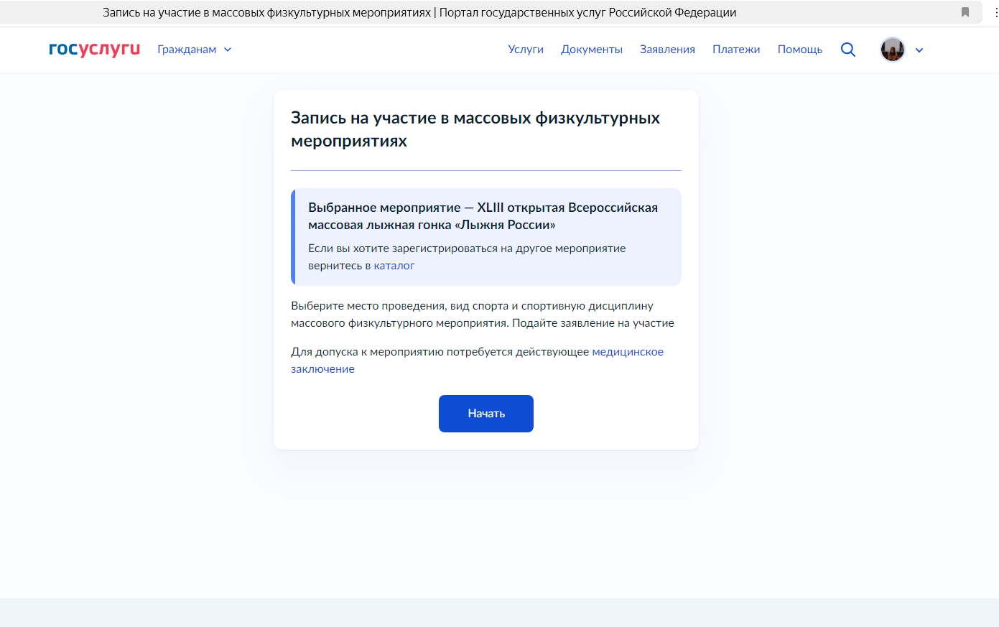 Запись на участие в массовых физкультурных мероприятиях | Портал государственных услуг Российской Федерации
госуслуги Гражданам Услуги Документы Заявления Платежи Помощь
Запись на участие в массовых физкультурных
мероприятиях
Выбранное мероприятие — XLIII открытая Всероссийская
массовая лыжная гонка «Лыжня России»
Если вы хотите зарегистрироваться на другое мероприятие
вернитесь в каталог
Выберите место проведения, вид спорта и спортивную дисциплину
массового физкультурного мероприятия. Подайте заявление на участие
Для допуска к мероприятию потребуется действующее медицинское
заключение
Начать